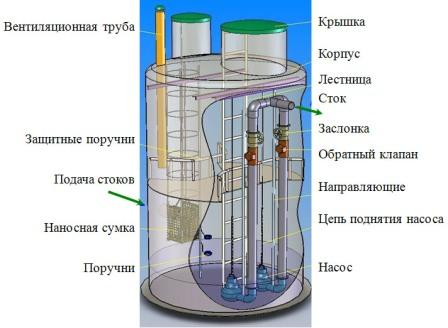 Вентиляционная труба
Крышка
Корпус
Лестница
Сток
Заслонка
Защитные поручни
Обратный клапан
Подача стоков
Направляющие
Наносная сумка
Цепь поднятия насоса
Поручни
Насос